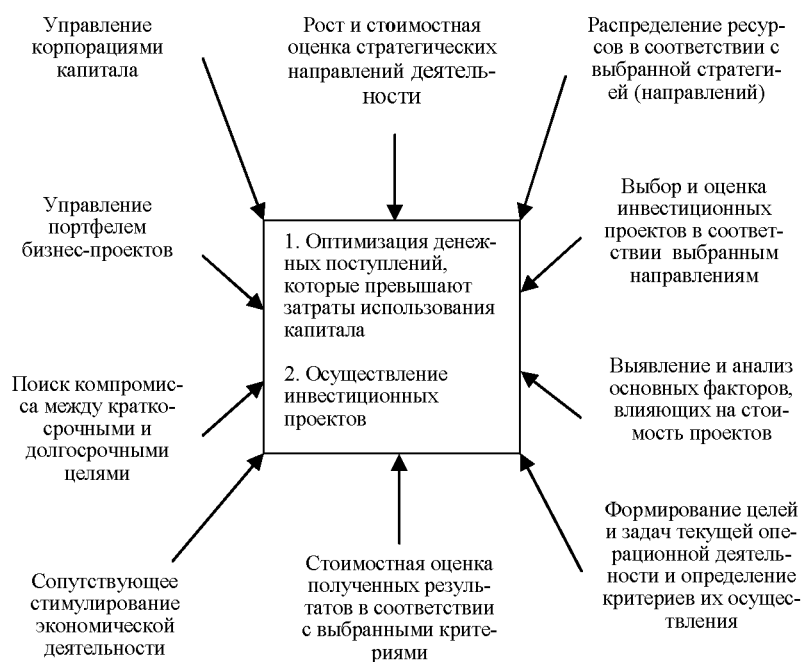 Управление
корпорациями
капитала
Рост и стоимостная
оценка стратегических
направлений деятель-
ности
Распределение ресур-
сов в соответствии с
выбранной стратеги-
ей (направлений)
Управление
портфелем
бизнес-проектов
1. Оптимизация денеж-
ных поступлений,
которые превышают
затраты использования
капитала
2. Осуществление
инвестиционных
проектов
Выбор и оценка
инвестиционных
проектов в соответ-
ствии выбранным
направлениям
Поиск компромис-
са между кратко-
срочными и
долгосрочными
целями
Выявление и анализ
основных факторов,
влияющих на стои-
мость проектов
Сопутствующее
стимулирование
экономической
деятельности
Стоимостная оценка
полученных резуль-
татов в соответствии
с выбранными крите-
риями
Формирование целей
и задач текущей опе-
рационной деятель-
ности и определение
критериев их осущес-
твления